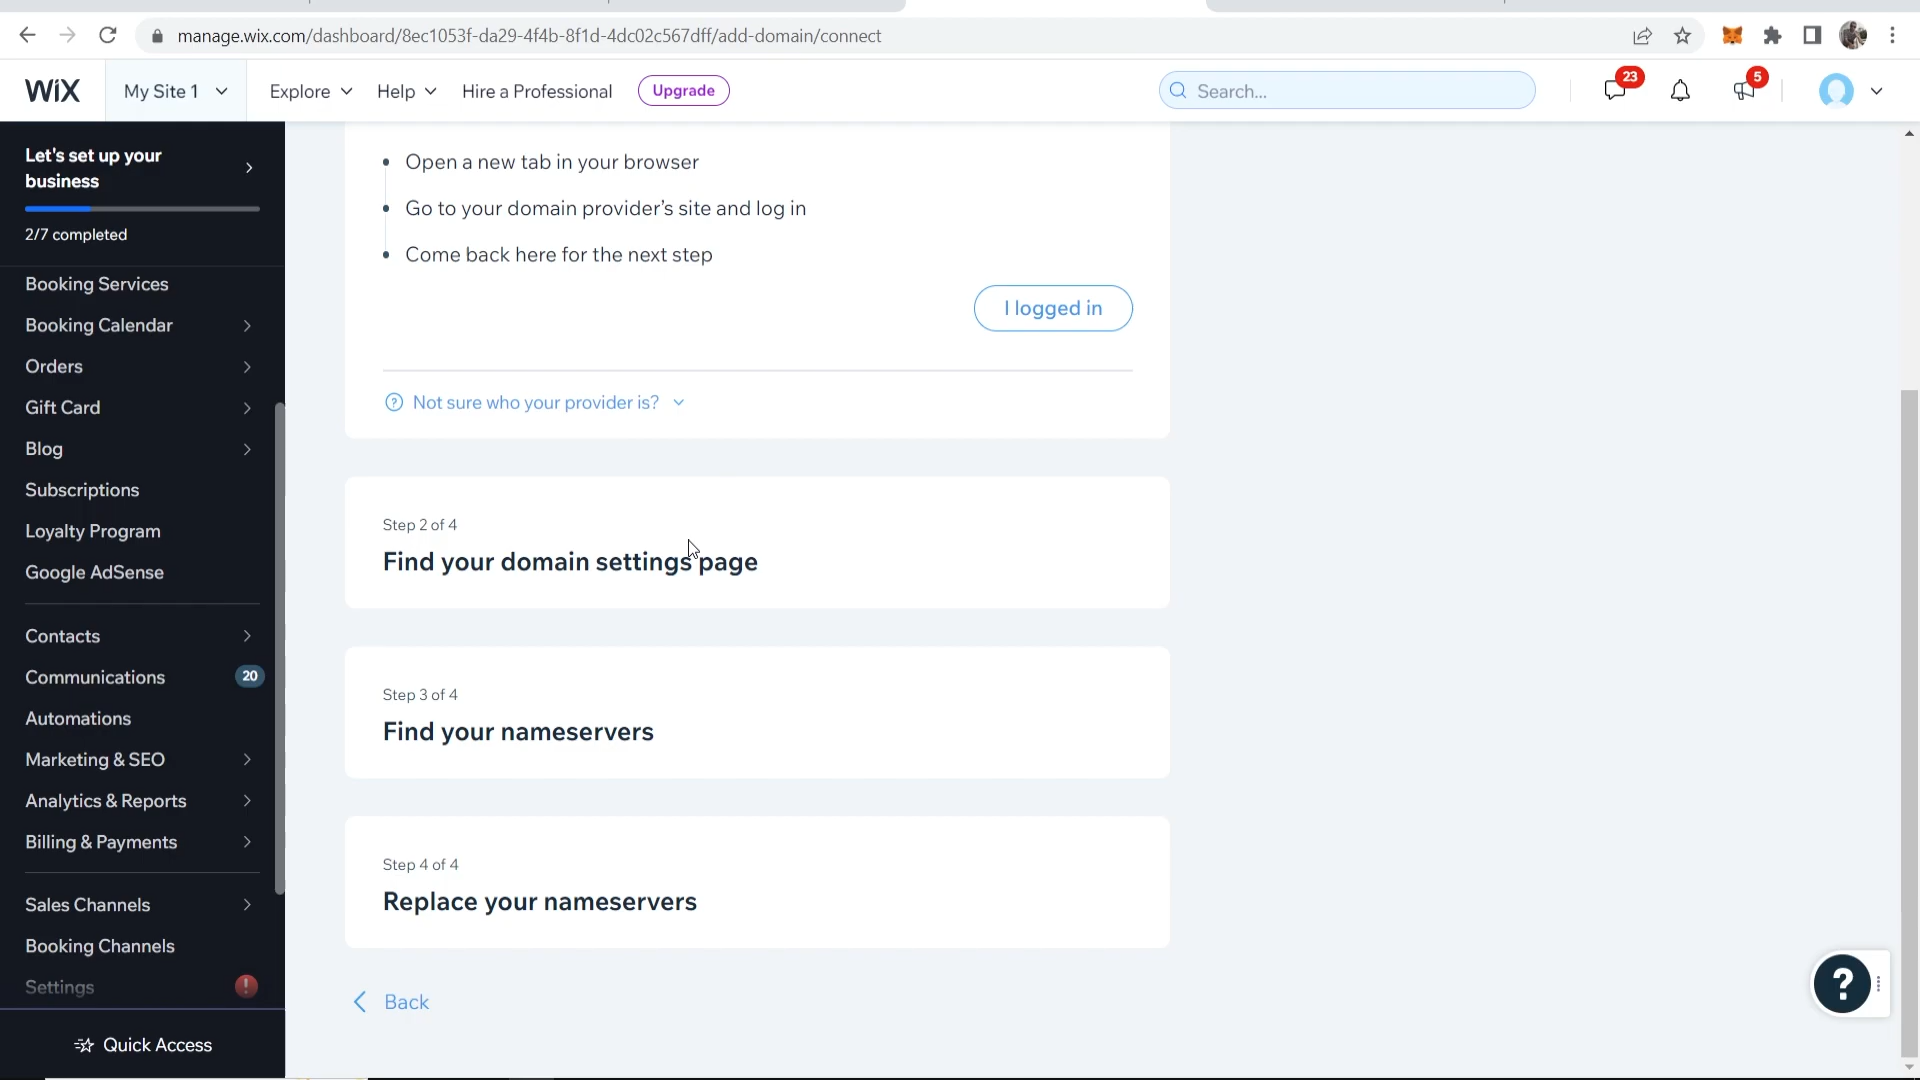 manage.wix.com/dashboard/8ec1053f-da29-4f4b-8f1d-4dc02c567dff/add-domain/connect
WIX
My Site 1
Explore
Help
Hire a Professional
Upgrade
Search...
23
5
Let's set up your
business
2/7 completed
Booking Services
Booking Calendar
Orders
Gift Card
Blog
Subscriptions
Loyalty Program
Google AdSense
Contacts
Communications
20
Automations
Marketing & SEO
Analytics & Reports
Billing & Payments
Sales Channels
Booking Channels
Settings
!
Quick Access
Open a new tab in your browser
Go to your domain provider’s site and log in
Come back here for the next step
I logged in
? Not sure who your provider is?
Step 2 of 4
Find your domain settings page
Step 3 of 4
Find your nameservers
Step 4 of 4
Replace your nameservers
Back
?